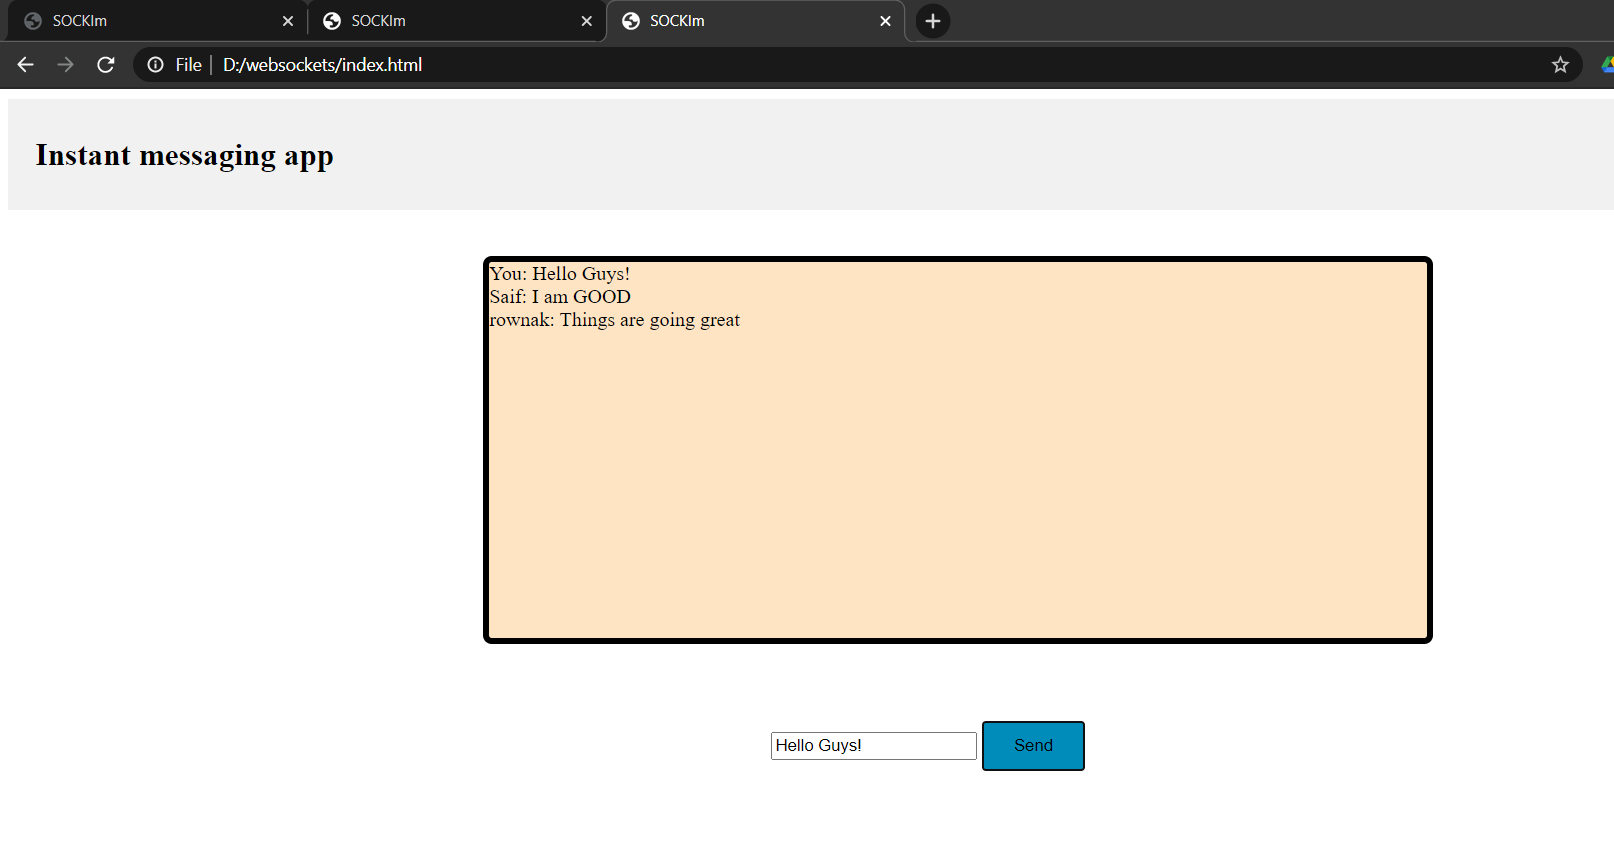 SOCKIm
SOCKIm
SOCKIm
File
D:/websockets/index.html
Instant messaging app
You: Hello Guys!
Saif: I am GOOD
rownak: Things are going great
Hello Guys!
Send